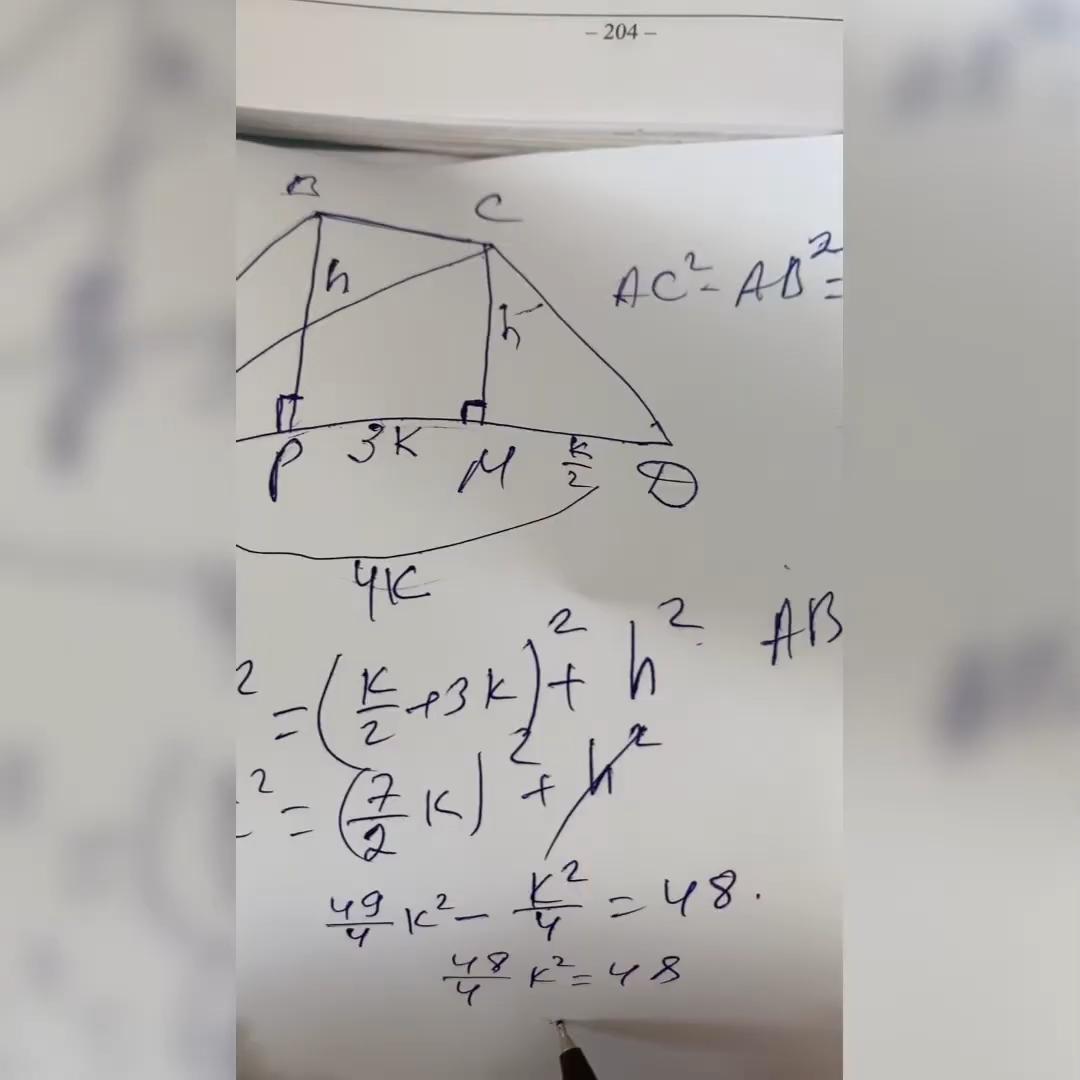 – 204 –
B
C
h
h
AC² - AB² =
P
3K
M
K/2
D
4K
² = (K/2 + 3K)² + h²
AB
² = (7/2 K)² + h²
49/4 K² - K²/4 = 48.
48/4 K² = 48